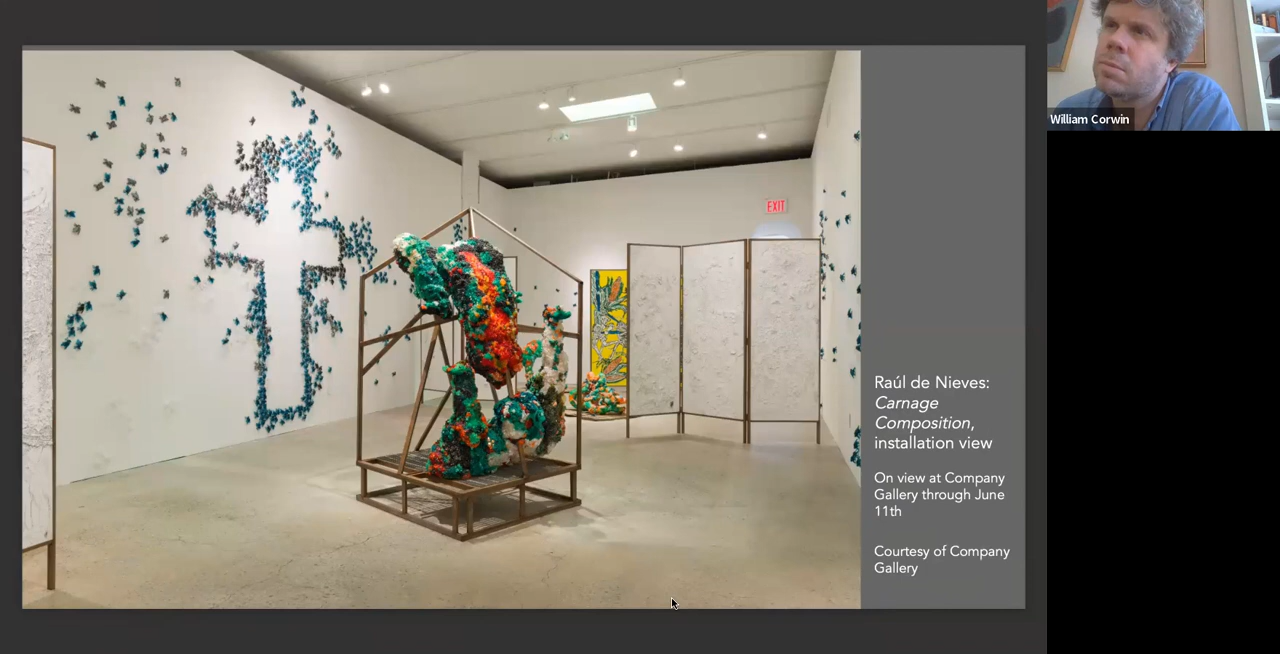 EXIT
Raúl de Nieves:
Carnage
Composition,
installation view
On view at Company
Gallery through June
11th
Courtesy of Company
Gallery
William Corwin